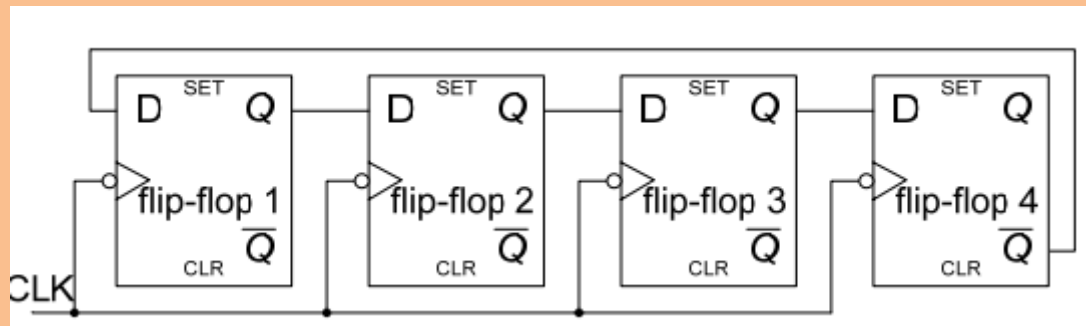 SET SET SET SET
D Q D Q D Q D Q
flip-flop 1 flip-flop 2 flip-flop 3 flip-flop 4
Q̅ Q̅ Q̅ Q̅
CLR CLR CLR CLR
CLK